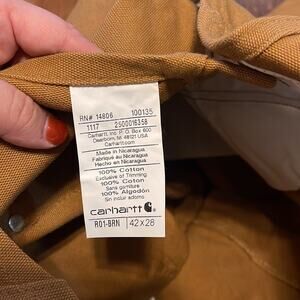 RN# 14806 100135
1117 2500016358
Carhartt, Inc. P.O. Box 600
Dearborn, MI 48121 USA
Carhartt.com
Made in Nicaragua
Fabriqué au Nicaragua
Hecho en Nicaragua
100% Cotton
Exclusive of Trimming
100% Coton
Sans garniture
100% Algodón
Sin incluir adorno
carhartt
R01-BRN 42x28